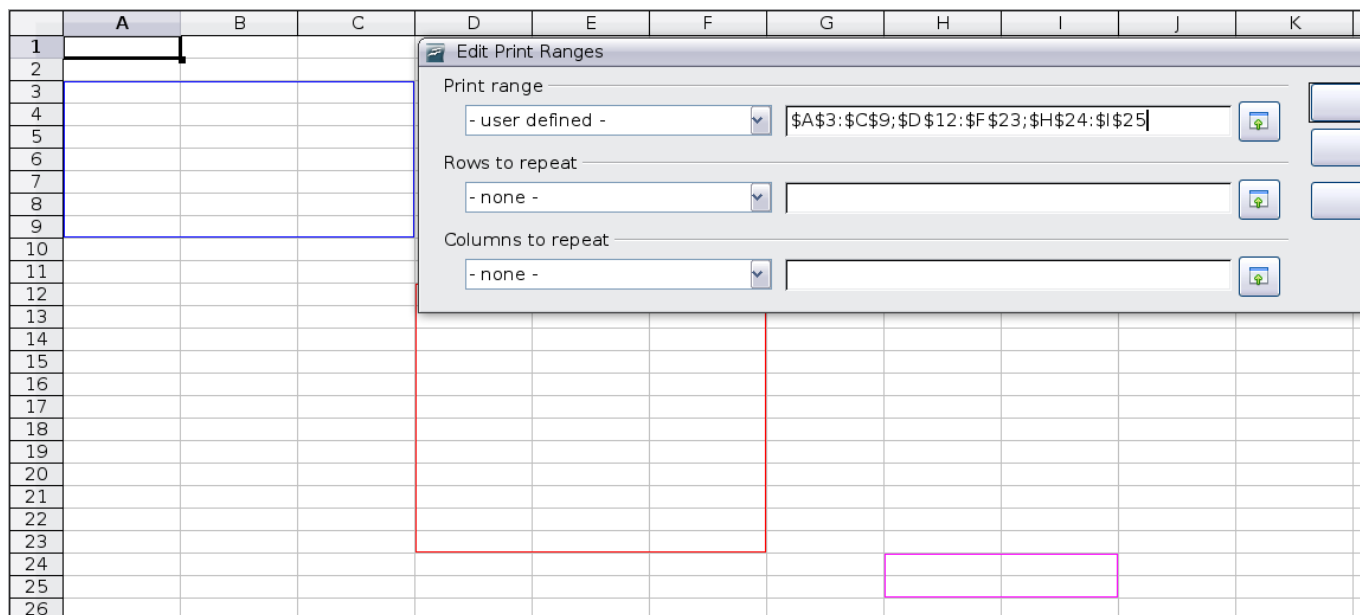 A B C D E F G H I J K
1
Edit Print Ranges
2
3
Print range
4
- user defined -
$A$3:$C$9;$D$12:$F$23;$H$24:$I$25
5
6
Rows to repeat
7
8
- none -
9
10
Columns to repeat
11
- none -
12
13
14
15
16
17
18
19
20
21
22
23
24
25
26